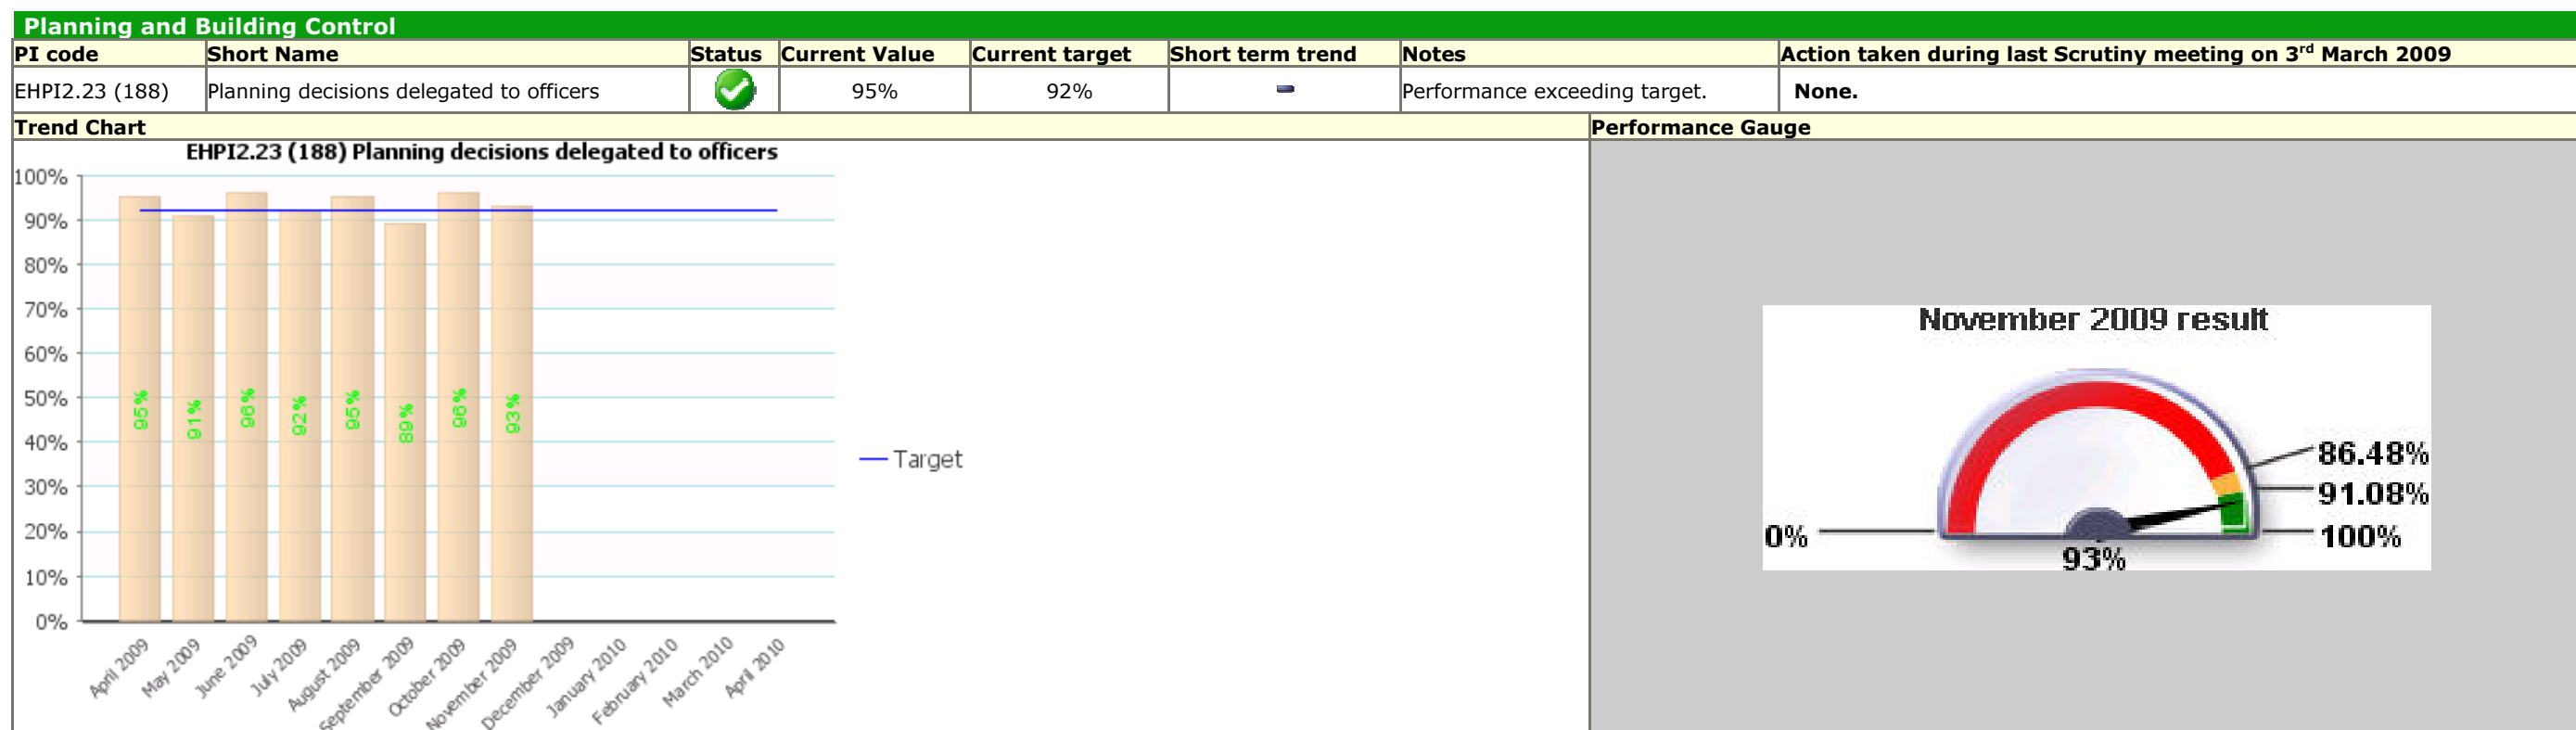 Planning and Building Control
PI code Short Name Status Current Value Current target Short term trend Notes Action taken during last Scrutiny meeting on 3rd March 2009
EHPI2.23 (188) Planning decisions delegated to officers 95% 92% Performance exceeding target. None.
Trend Chart Performance Gauge
EHPI2.23 (188) Planning decisions delegated to officers
100%
90%
80%
70%
60%
50%
40%
30%
20%
10%
0%
95% 91% 96% 92% 95% 89% 96% 93%
April 2009
May 2009
June 2009
July 2009
August 2009
September 2009
October 2009
November 2009
December 2009
January 2010
February 2010
March 2010
April 2010
Target
November 2009 result
86.48%
91.08%
0% 100%
93%